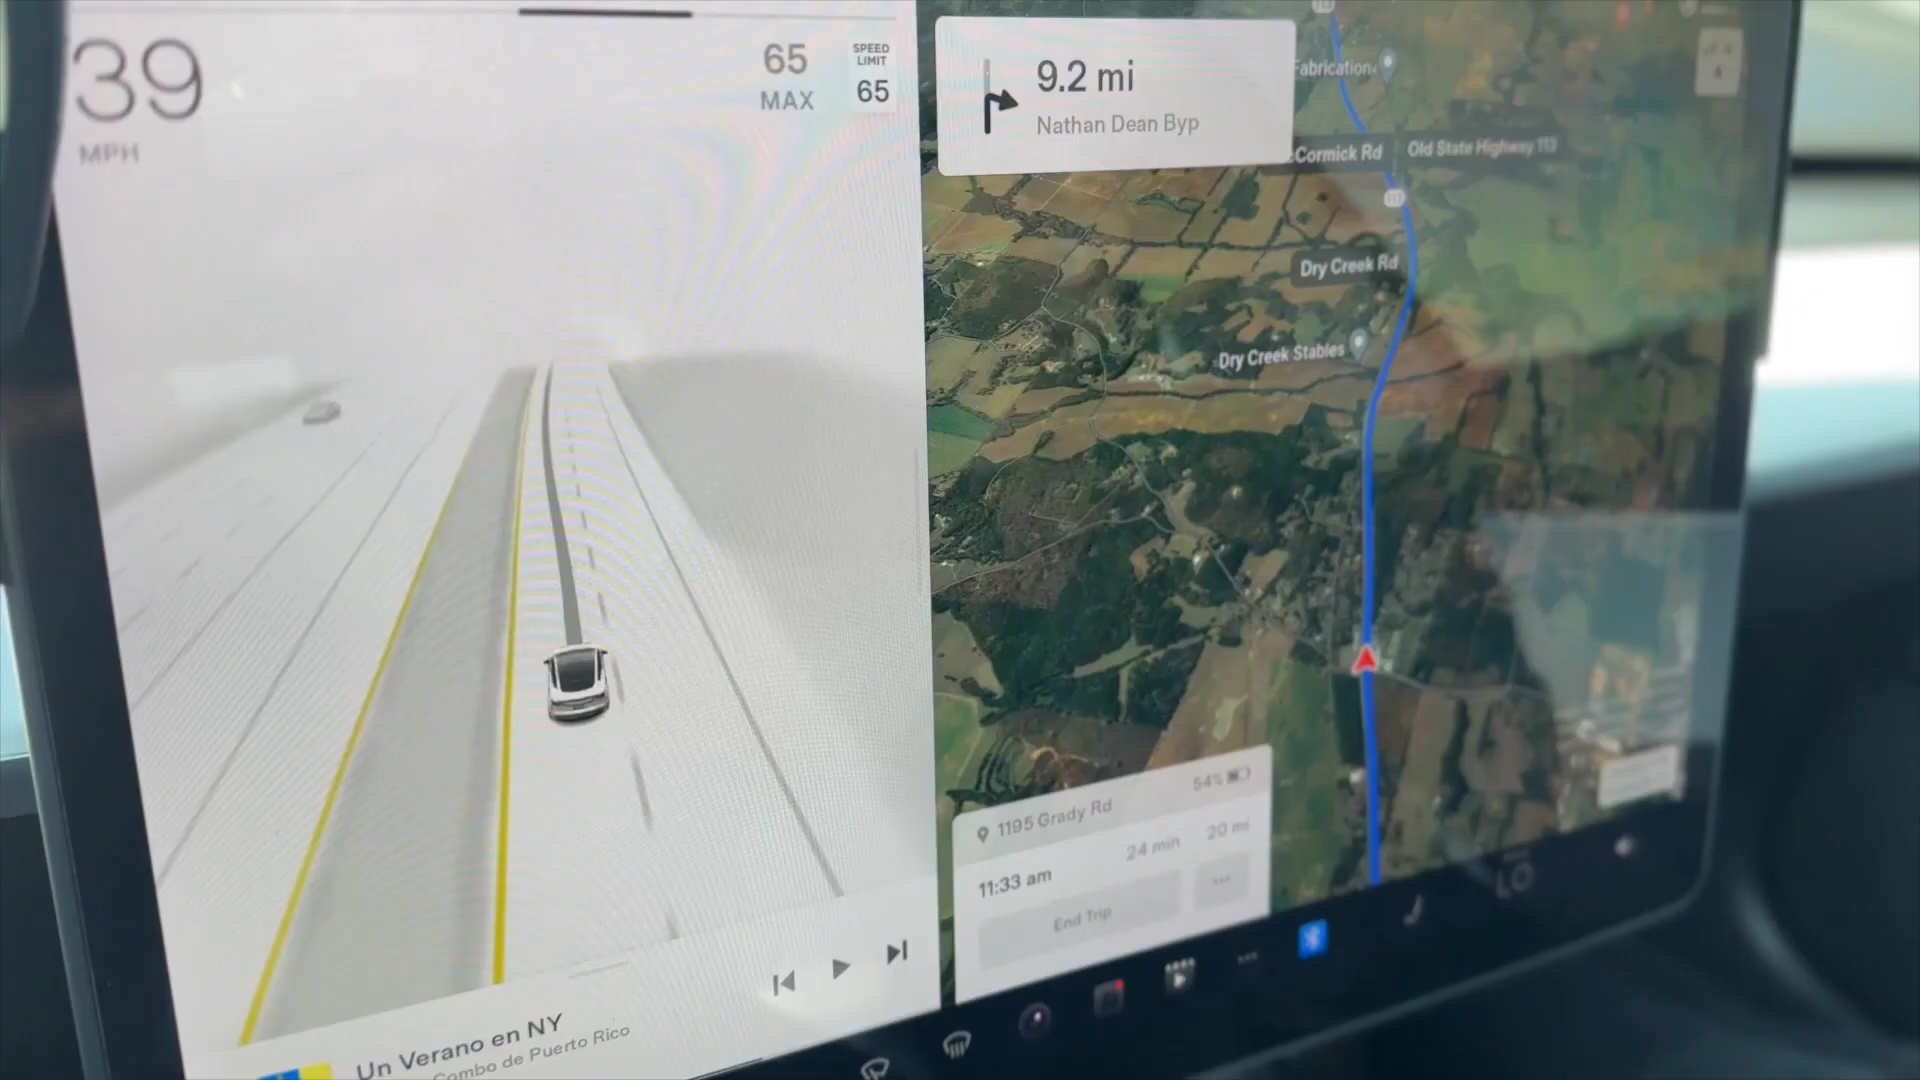 39
MPH
65
MAX
SPEED
LIMIT
65
9.2 mi
Nathan Dean Byp
Fabrication
Cormick Rd
Old State Highway 113
Dry Creek Rd
Dry Creek Stables
1195 Grady Rd
54%
11:33 am
24 min
20 mi
End Trip
Un Verano en NY
Combo de Puerto Rico
LO